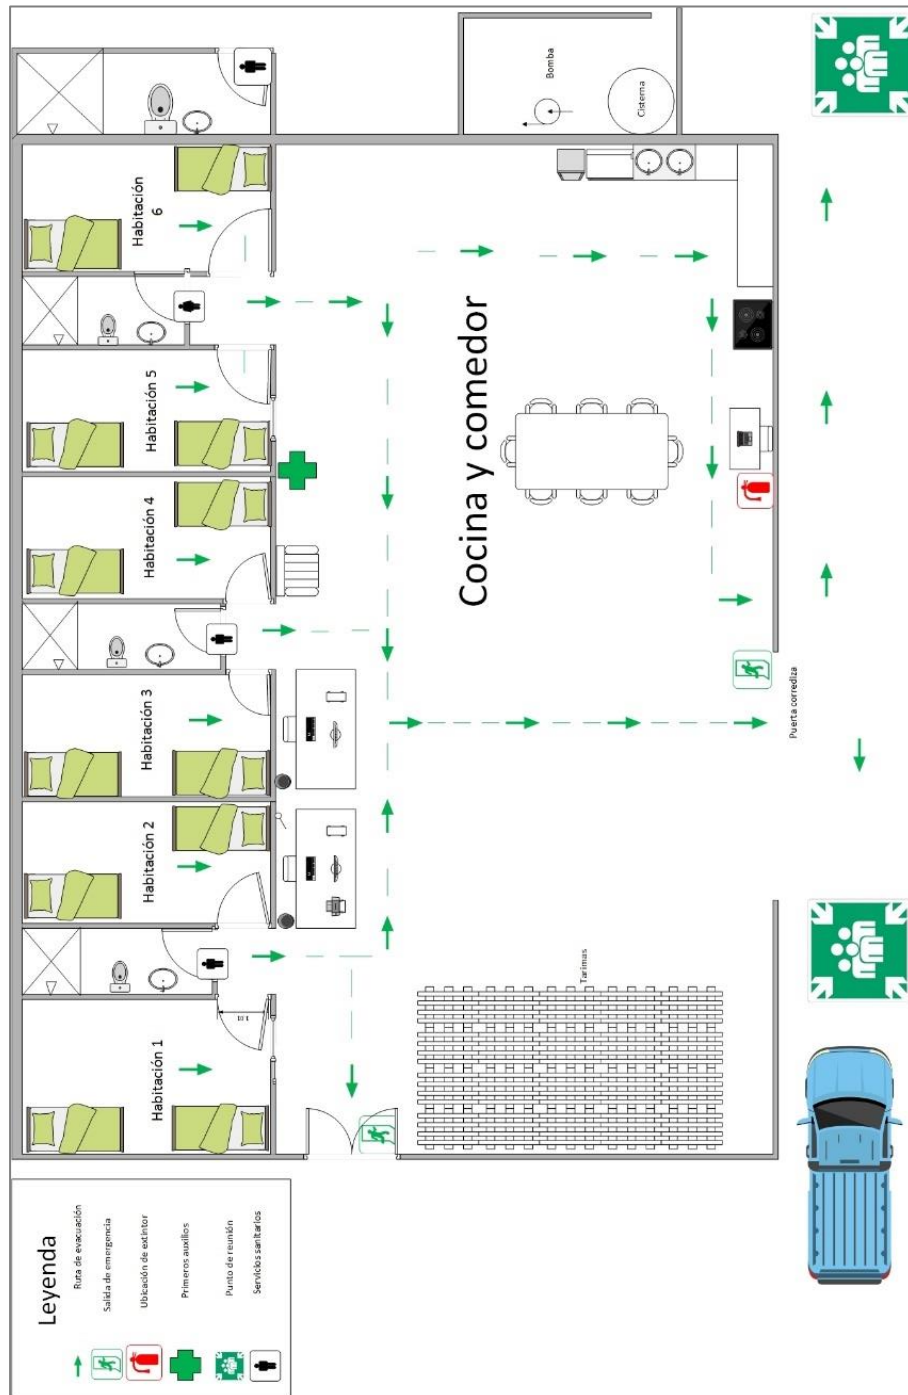 Leyenda
Ruta de evacuación
Salida de emergencia
Ubicación de extintor
Primeros auxilios
Punto de reunión
Servicios sanitarios
Habitación 1
Habitación 2
Habitación 3
Habitación 4
Habitación 5
Habitación
6
Cocina y comedor
Tarimas
Bomba
Cisterna
Puerta corrediza